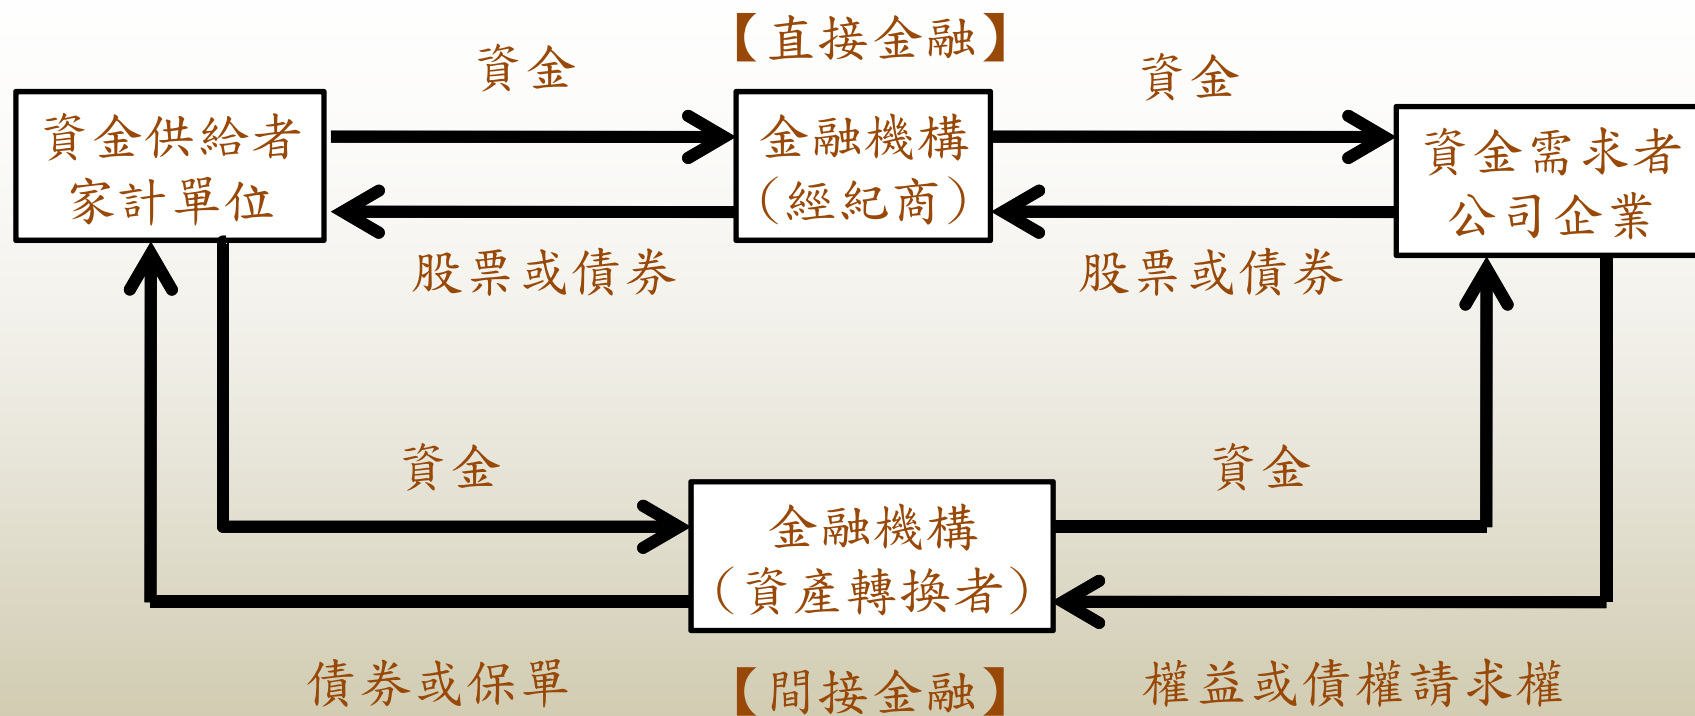 【直接金融】
資金
資金
資金供給者
家計單位
金融機構
（經紀商）
資金需求者
公司企業
股票或債券
股票或債券
資金
資金
金融機構
（資產轉換者）
債券或保單
【間接金融】
權益或債權請求權